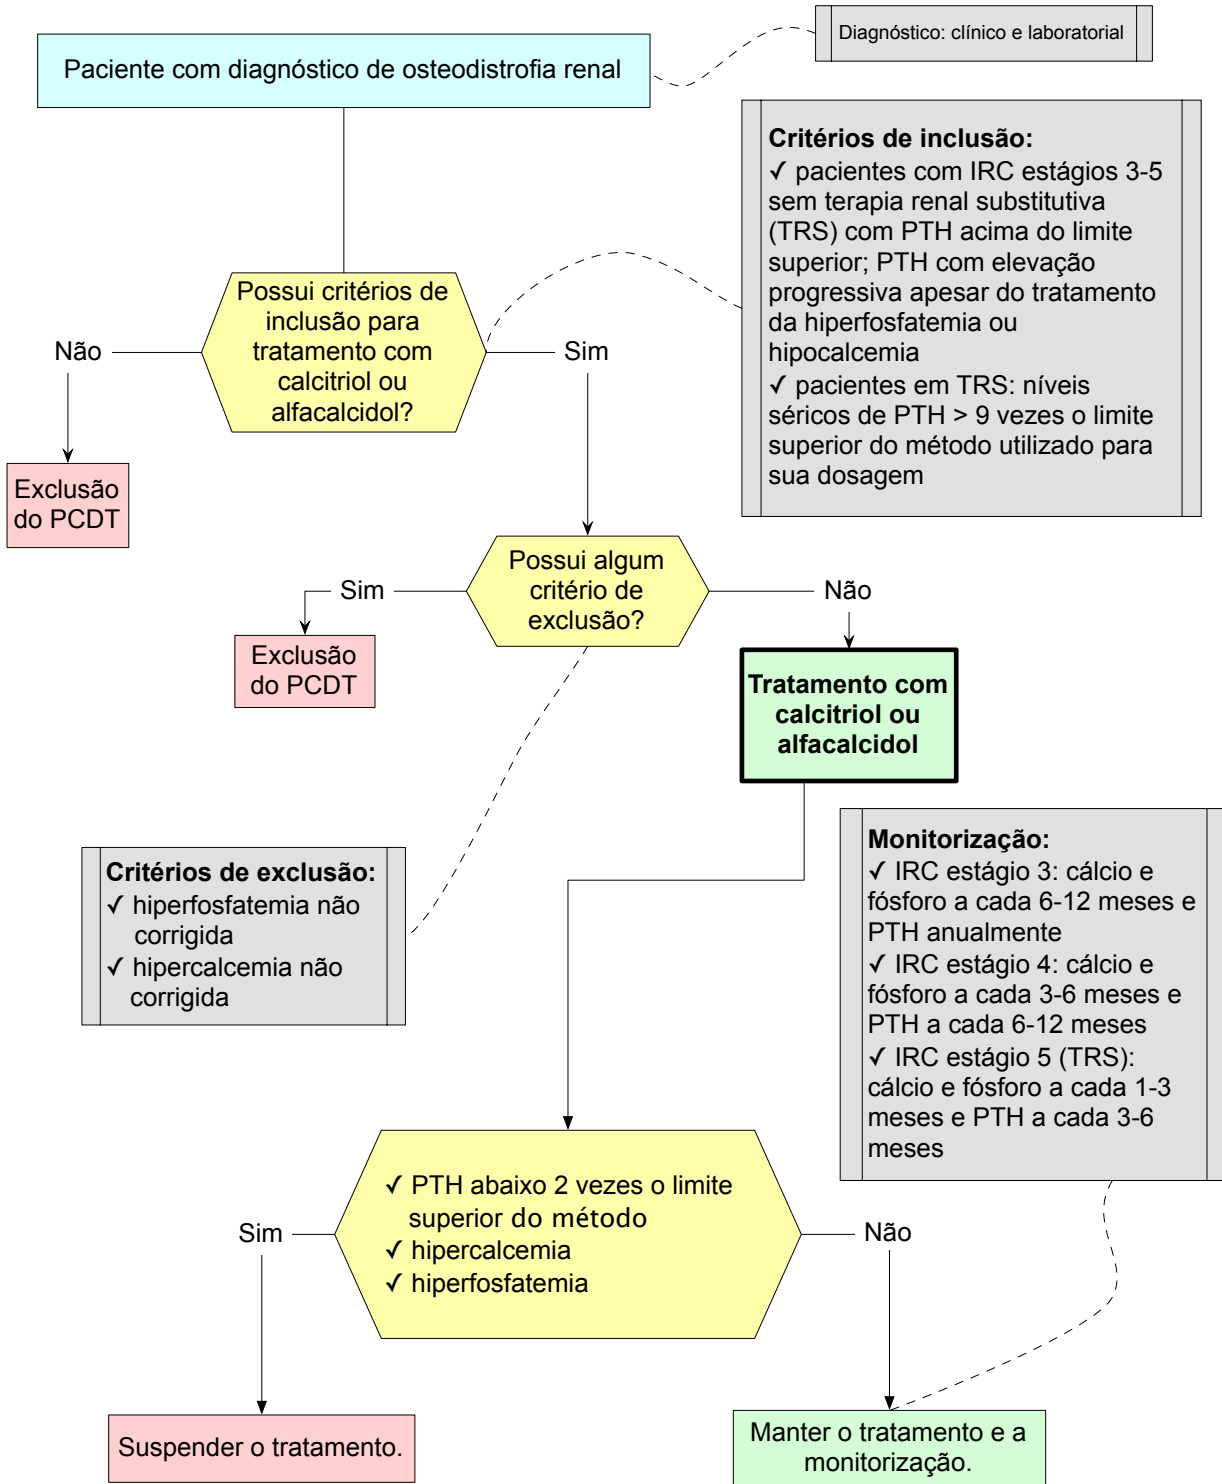 Diagnóstico: clínico e laboratorial
Paciente com diagnóstico de osteodistrofia renal
Critérios de inclusão:
✓ pacientes com IRC estágios 3-5
sem terapia renal substitutiva
(TRS) com PTH acima do limite
superior; PTH com elevação
progressiva apesar do tratamento
da hiperfosfatemia ou
hipocalcemia
✓ pacientes em TRS: níveis
séricos de PTH > 9 vezes o limite
superior do método utilizado para
sua dosagem
Possui critérios de
inclusão para
tratamento com
calcitriol ou
alfacalcidol?
Não
Sim
Exclusão
do PCDT
Possui algum
critério de
exclusão?
Sim
Não
Exclusão
do PCDT
Tratamento com
calcitriol ou
alfacalcidol
Critérios de exclusão:
✓ hiperfosfatemia não
corrigida
✓ hipercalcemia não
corrigida
Monitorização:
✓ IRC estágio 3: cálcio e
fósforo a cada 6-12 meses e
PTH anualmente
✓ IRC estágio 4: cálcio e
fósforo a cada 3-6 meses e
PTH a cada 6-12 meses
✓ IRC estágio 5 (TRS):
cálcio e fósforo a cada 1-3
meses e PTH a cada 3-6
meses
✓ PTH abaixo 2 vezes o limite
superior do método
✓ hipercalcemia
✓ hiperfosfatemia
Sim
Não
Suspender o tratamento.
Manter o tratamento e a
monitorização.